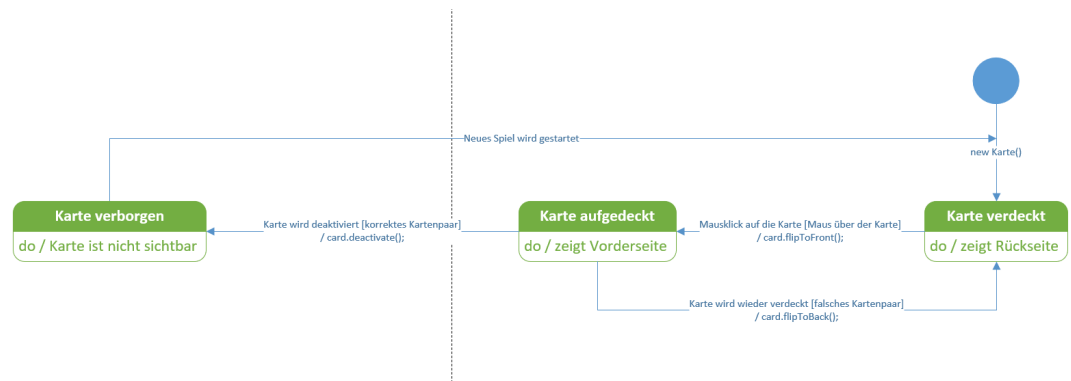 Neues Spiel wird gestartet
new Karte()
Karte verborgen
do / Karte ist nicht sichtbar
Karte wird deaktiviert [korrektes Kartenpaar]
/ card.deactivate();
Karte aufgedeckt
do / zeigt Vorderseite
Mausklick auf die Karte [Maus über der Karte]
/ card.flipToFront();
Karte verdeckt
do / zeigt Rückseite
Karte wird wieder verdeckt [falsches Kartenpaar]
/ card.flipToBack();